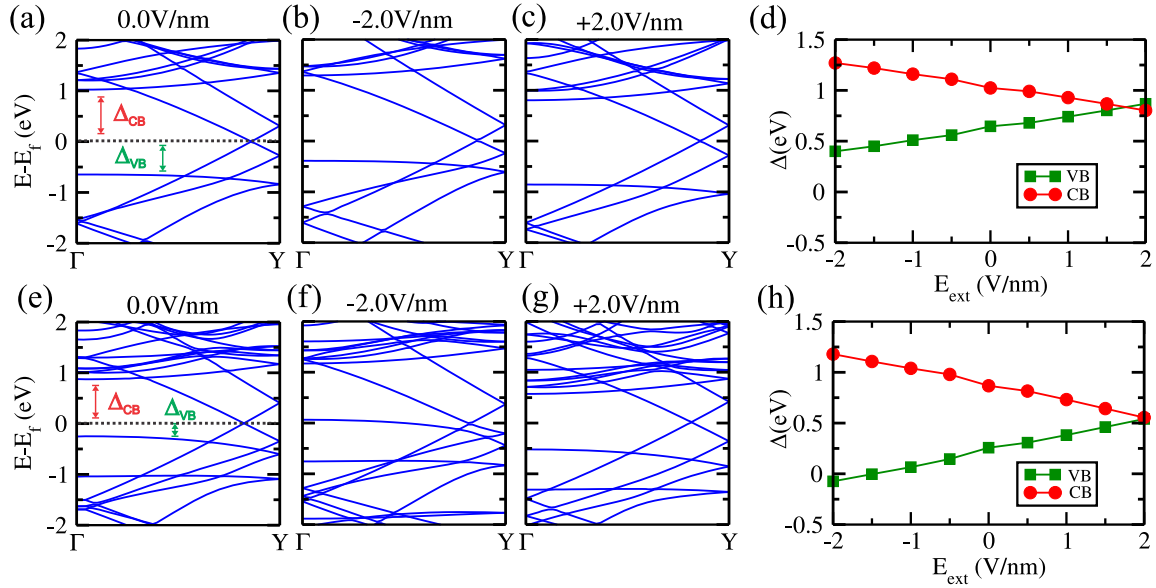 (a) 0.0V/nm (b) -2.0V/nm (c) +2.0V/nm (d)
2
1
0
-1
-2
E-E_f (eV)
Δ_CB
Δ_VB
Γ Y Γ Y Γ Y
1.5
1
0.5
0
-0.5
Δ(eV)
VB
CB
-2 -1 0 1 2
E_ext (V/nm)
(e) 0.0V/nm (f) -2.0V/nm (g) +2.0V/nm (h)
2
1
0
-1
-2
E-E_f (eV)
Δ_CB Δ_VB
Γ Y Γ Y Γ Y
1.5
1
0.5
0
-0.5
Δ(eV)
VB
CB
-2 -1 0 1 2
E_ext (V/nm)